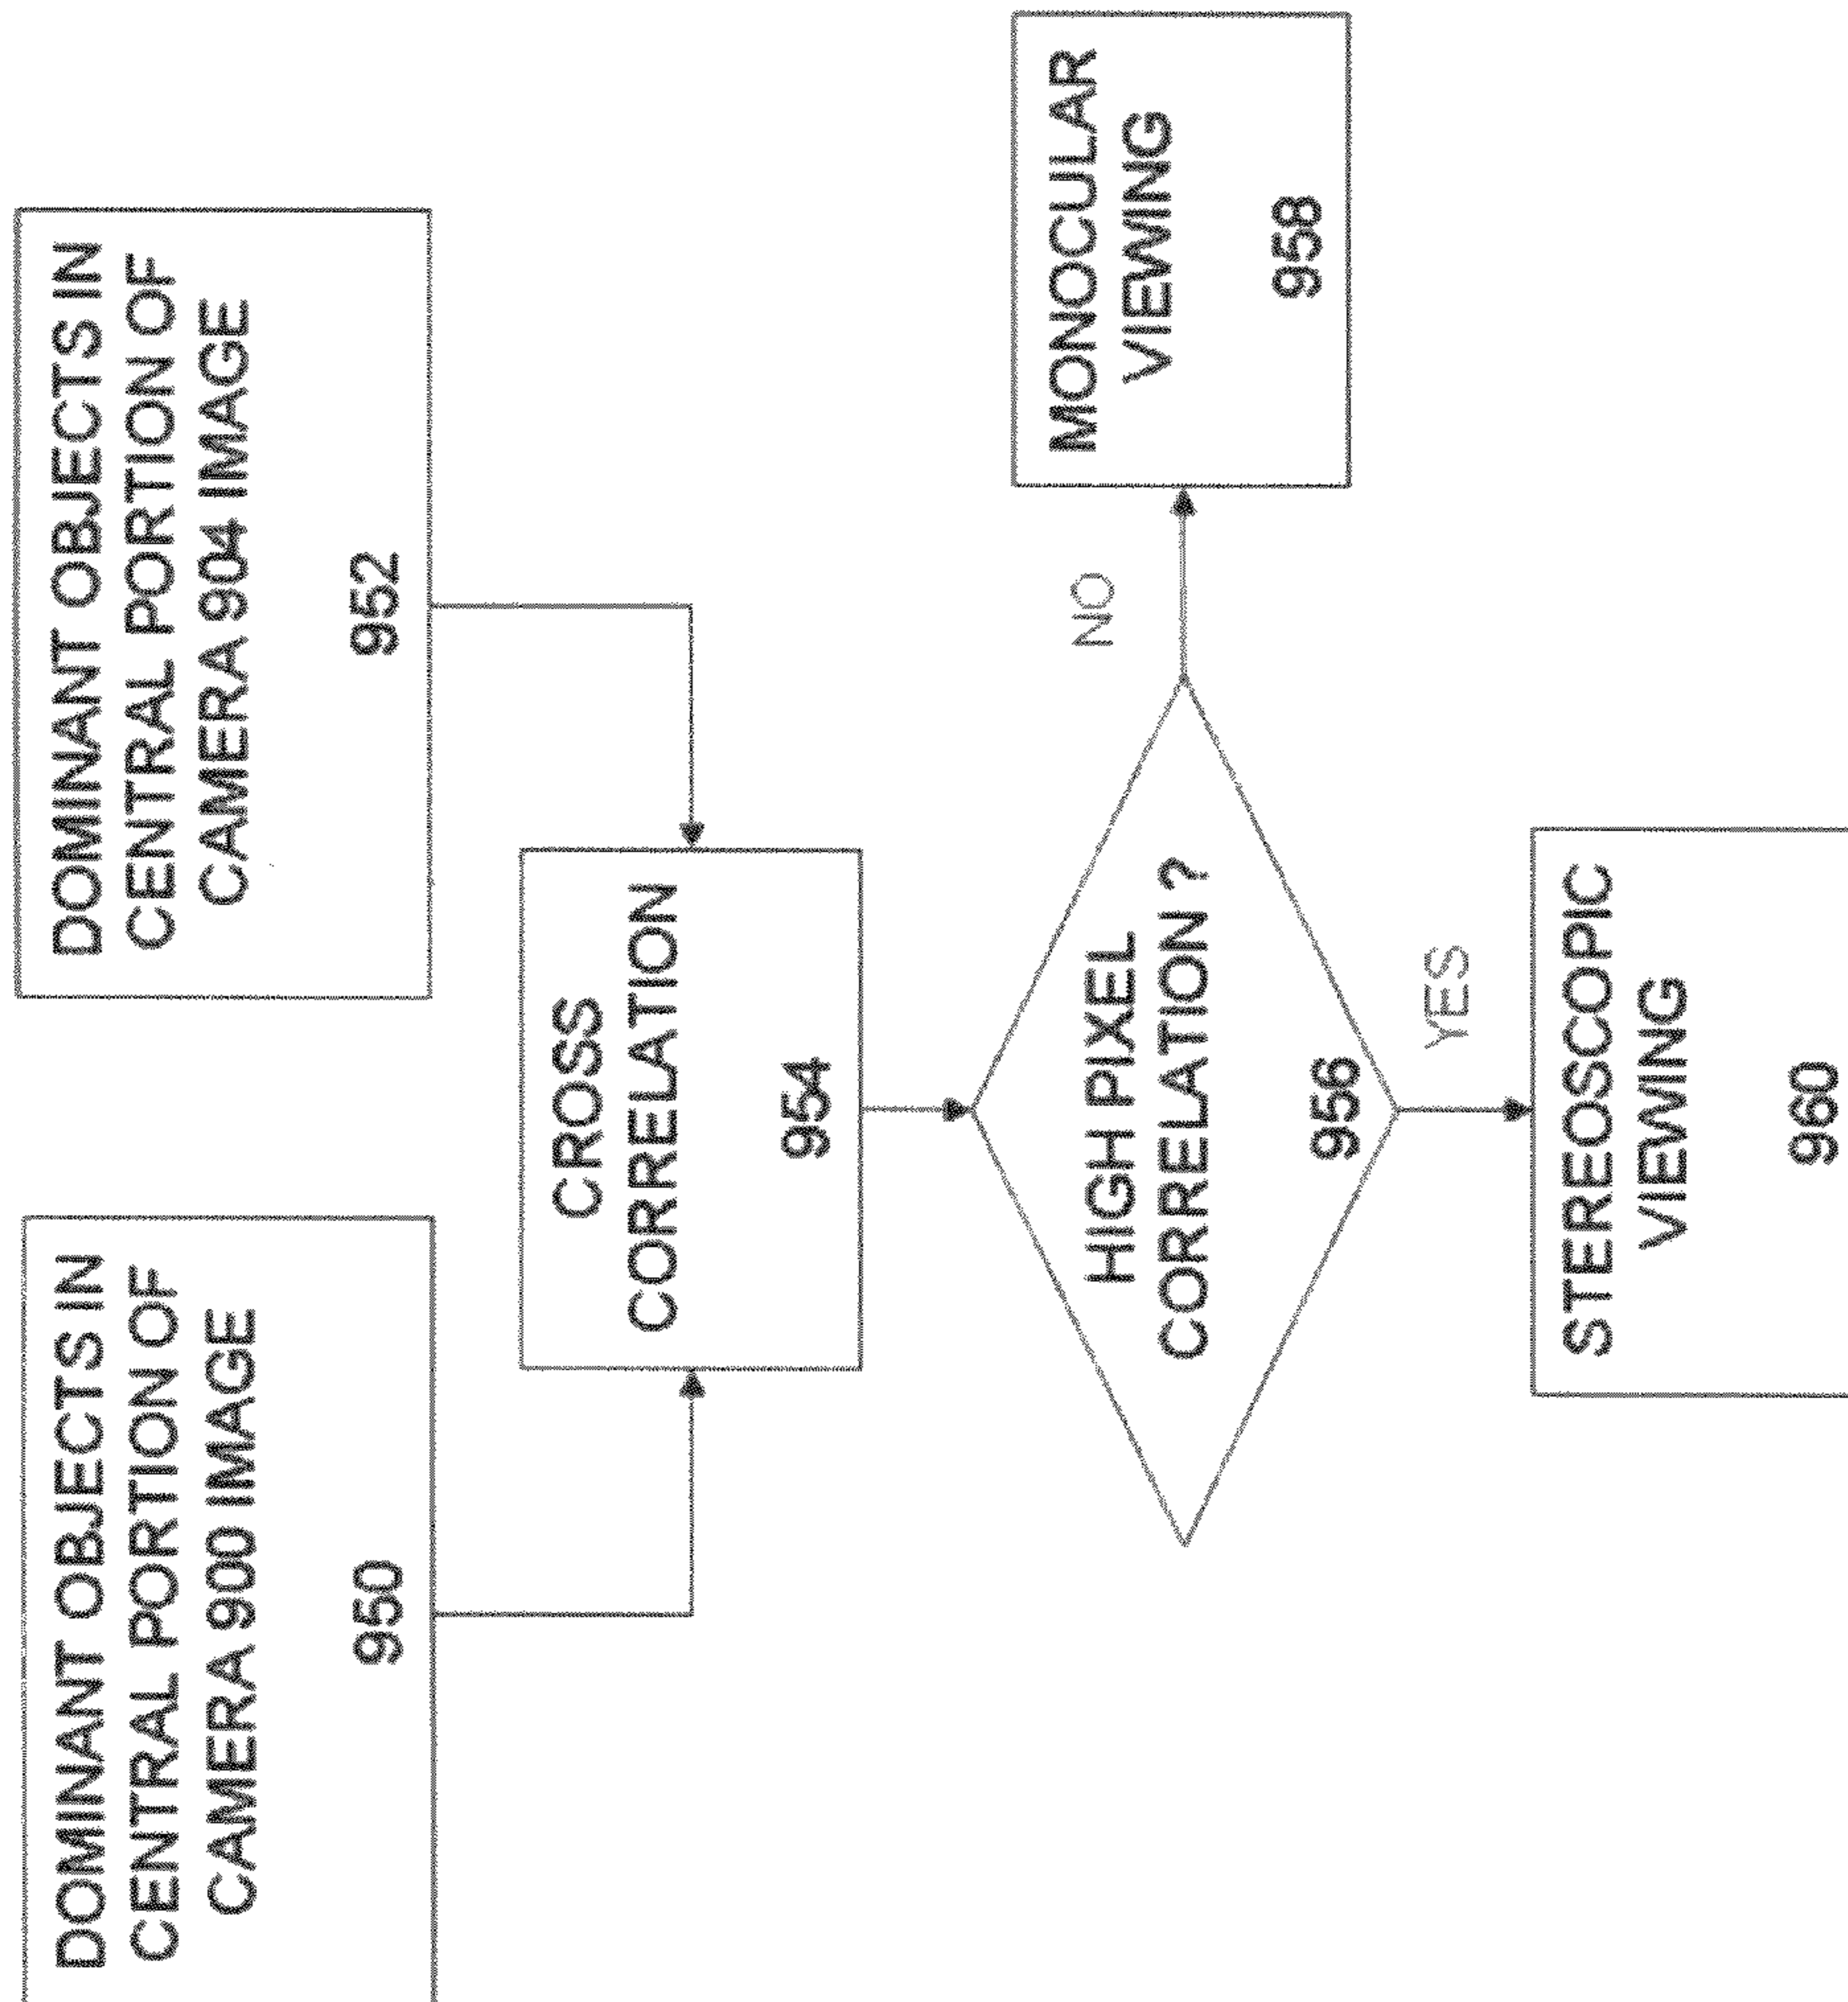 DOMINANT OBJECTS IN
CENTRAL PORTION OF
CAMERA 900 IMAGE
950
DOMINANT OBJECTS IN
CENTRAL PORTION OF
CAMERA 904 IMAGE
952
CROSS
CORRELATION
954
HIGH PIXEL
CORRELATION ?
956
NO
MONOCULAR
VIEWING
958
YES
STEREOSCOPIC
VIEWING
960